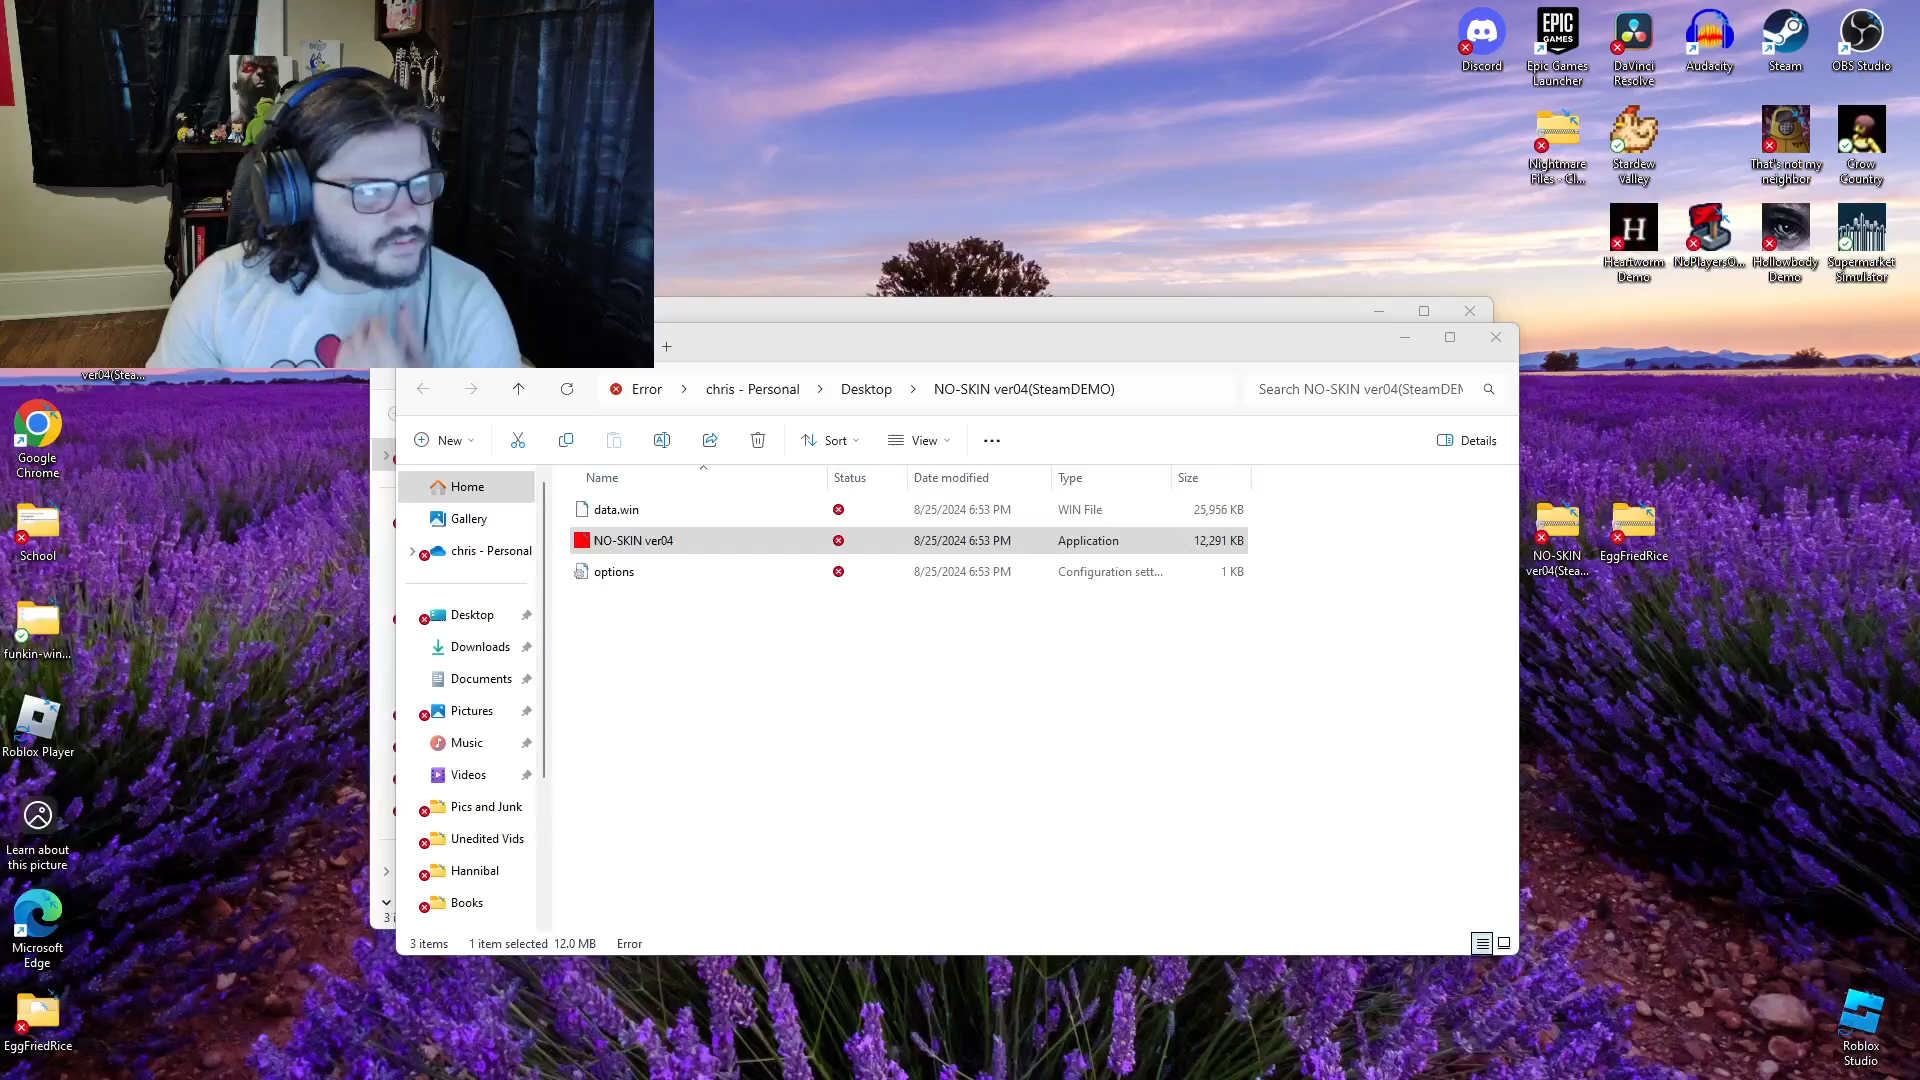 Discord
Epic Games
Launcher
DaVinci
Resolve
Audacity
Steam
OBS Studio
Nightmare
Files - Cl...
Stardew
Valley
That's not my
neighbor
Crow
Country
Heartworm
Demo
NoPlayersO...
Hollowbody
Demo
Supermarket
Simulator
ver04(Stea...
Google
Chrome
School
funkin-win...
Roblox Player
Learn about
this picture
Microsoft
Edge
EggFriedRice
Error
chris - Personal
Desktop
NO-SKIN ver04(SteamDEMO)
Search NO-SKIN ver04(SteamDEM
New
Sort
View
Details
Name
Status
Date modified
Type
Size
data.win
8/25/2024 6:53 PM
WIN File
25,956 KB
NO-SKIN ver04
8/25/2024 6:53 PM
Application
12,291 KB
options
8/25/2024 6:53 PM
Configuration sett...
1 KB
Home
Gallery
chris - Personal
Desktop
Downloads
Documents
Pictures
Music
Videos
Pics and Junk
Unedited Vids
Hannibal
Books
3 items
1 item selected 12.0 MB
Error
3 i
NO-SKIN
ver04(Stea...
EggFriedRice
Roblox
Studio
EPIC
GAMES
H